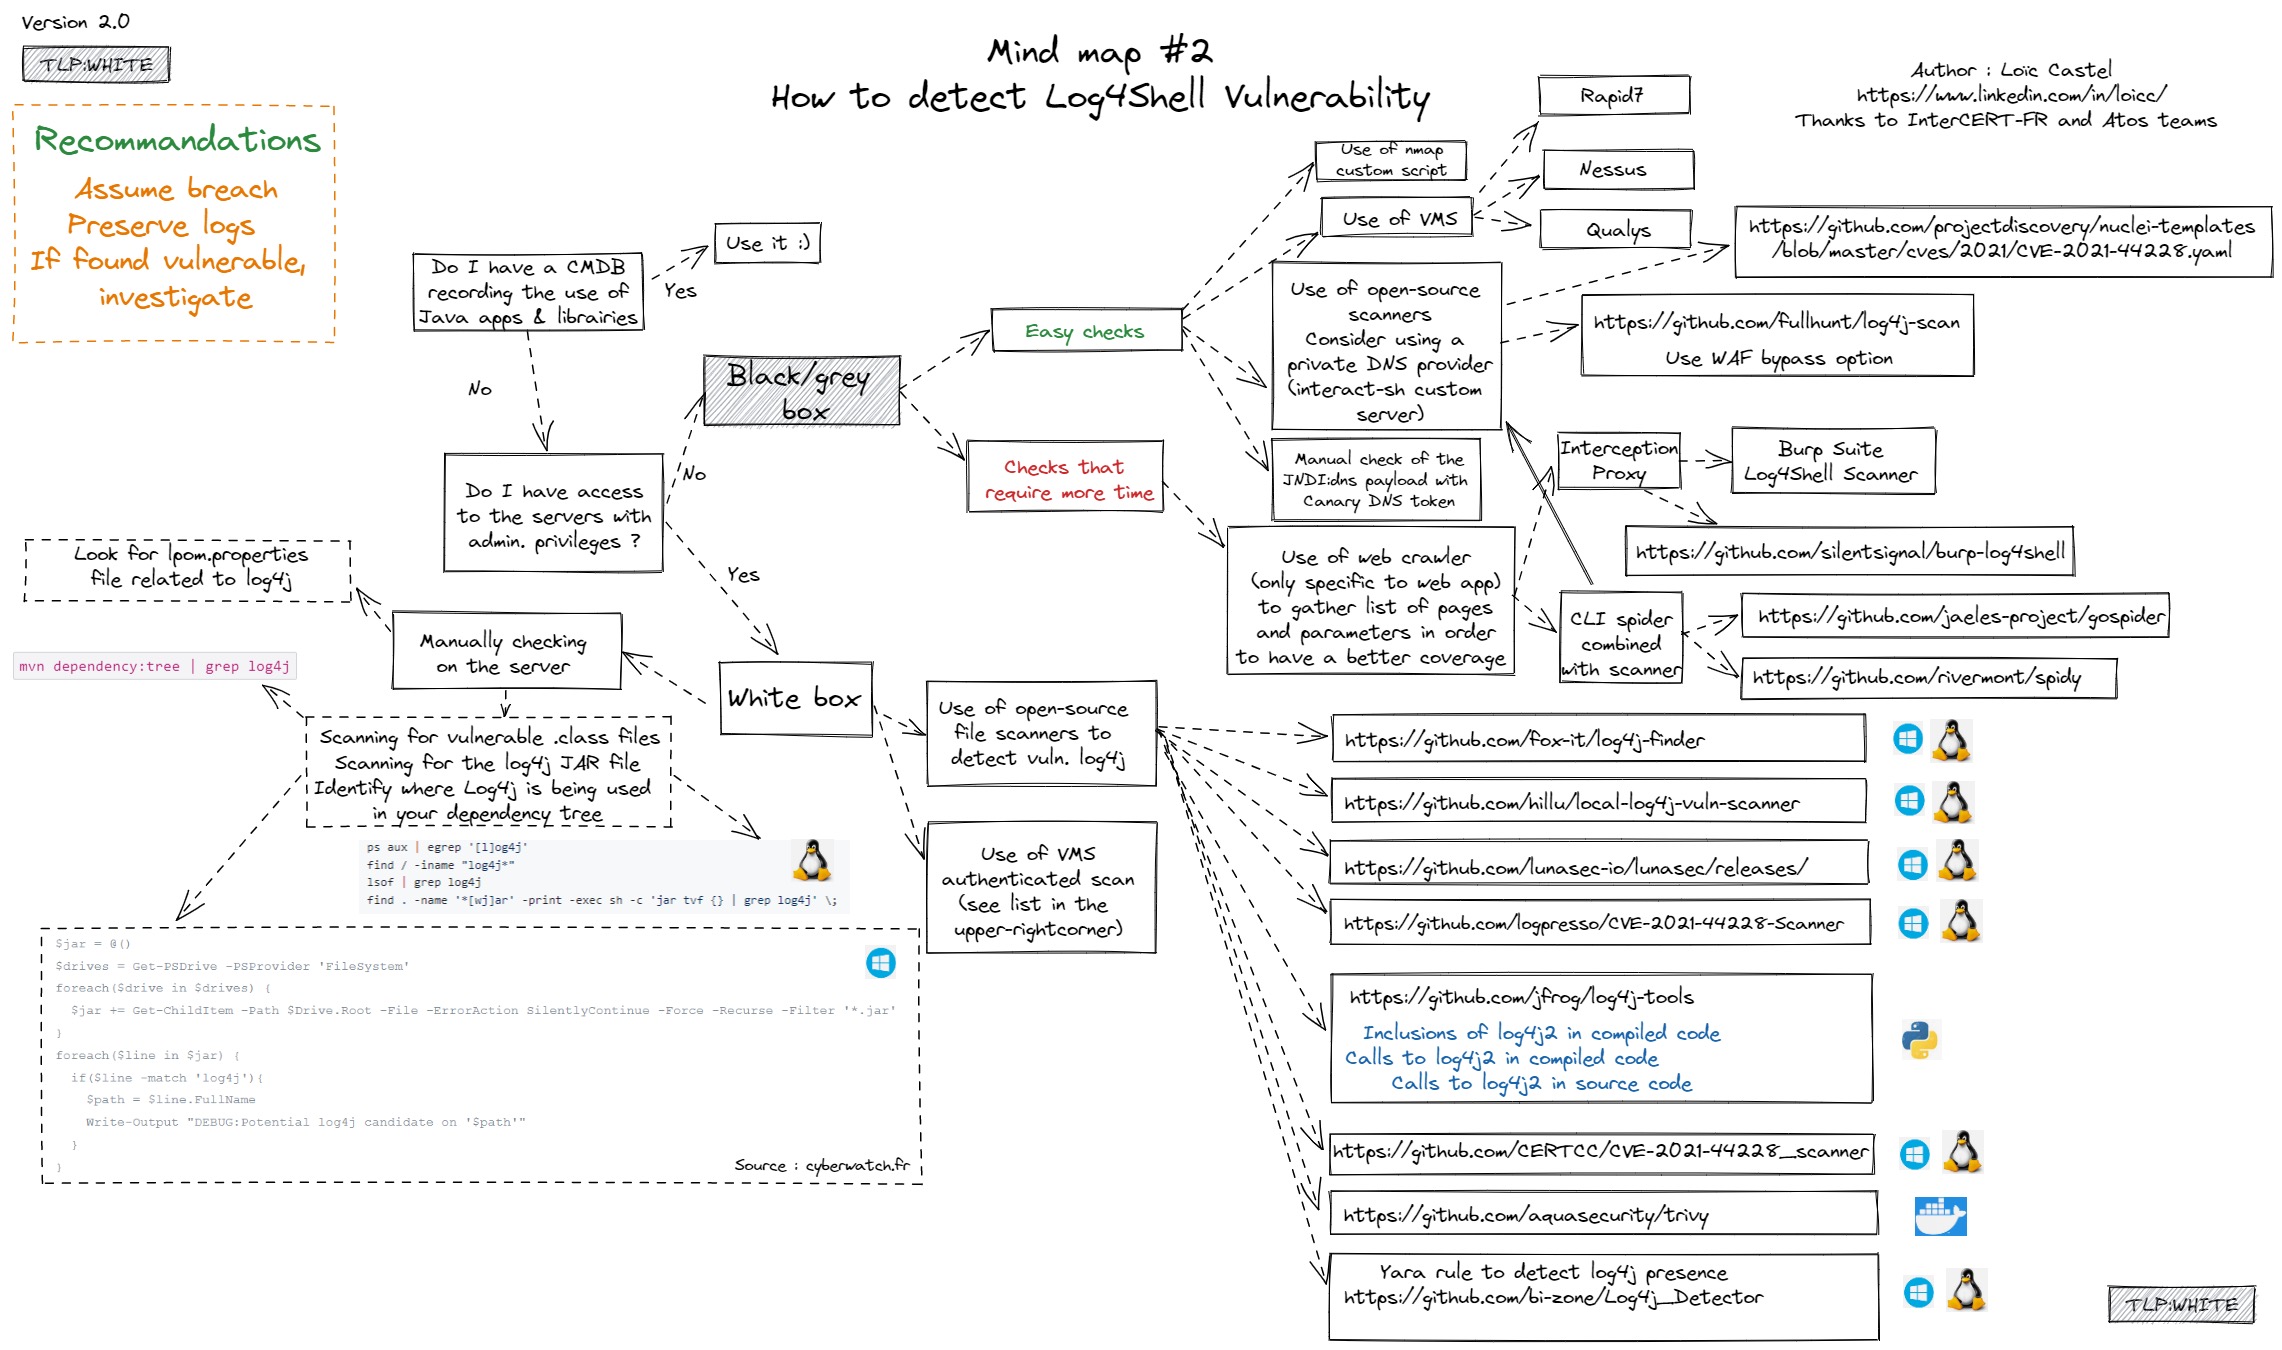 Version 2.0
TLP:WHITE
Mind map #2
How to detect Log4Shell Vulnerability
Author : Loïc Castel
https://www.linkedin.com/in/loicc/
Thanks to InterCERT-FR and Atos teams
Recommandations
Assume breach
Preserve logs
If found vulnerable,
investigate
Do I have a CMDB
recording the use of
Java apps & librairies
Yes
Use it :)
No
Do I have access
to the servers with
admin. privileges ?
No
Yes
Black/grey
box
Easy checks
Checks that
require more time
Use of nmap
custom script
Use of VMS
Rapid7
Nessus
Qualys
Use of open-source
scanners
Consider using a
private DNS provider
(interact-sh custom
server)
https://github.com/projectdiscovery/nuclei-templates
/blob/master/cves/2021/CVE-2021-44228.yaml
https://github.com/fullhunt/log4j-scan
Use WAF bypass option
Manual check of the
JNDI:dns payload with
Canary DNS token
Use of web crawler
(only specific to web app)
to gather list of pages
and parameters in order
to have a better coverage
Interception
Proxy
Burp Suite
Log4Shell Scanner
https://github.com/silentsignal/burp-log4shell
CLI spider
combined
with scanner
https://github.com/jaeles-project/gospider
https://github.com/rivermont/spidy
White box
Manually checking
on the server
Look for lpom.properties
file related to log4j
mvn dependency:tree | grep log4j
Scanning for vulnerable .class files
Scanning for the log4j JAR file
Identify where Log4j is being used
in your dependency tree
ps aux | egrep '[l]og4j'
find / -iname "log4j*"
lsof | grep log4j
find . -name '*[wj]ar' -print -exec sh -c 'jar tvf {} | grep log4j' \;
$jar = @()
$drives = Get-PSDrive -PSProvider 'FileSystem'
foreach($drive in $drives) {
$jar += Get-ChildItem -Path $Drive.Root -File -ErrorAction SilentlyContinue -Force -Recurse -Filter '*.jar'
}
foreach($line in $jar) {
if($line -match 'log4j'){
$path = $line.FullName
Write-Output "DEBUG:Potential log4j candidate on '$path'"
}
}
Source : cyberwatch.fr
Use of open-source
file scanners to
detect vuln. log4j
Use of VMS
authenticated scan
(see list in the
upper-rightcorner)
https://github.com/fox-it/log4j-finder
https://github.com/hillu/local-log4j-vuln-scanner
https://github.com/lunasec-io/lunasec/releases/
https://github.com/logpresso/CVE-2021-44228-Scanner
https://github.com/jfrog/log4j-tools
Inclusions of log4j2 in compiled code
Calls to log4j2 in compiled code
Calls to log4j2 in source code
https://github.com/CERTCC/CVE-2021-44228_scanner
https://github.com/aquasecurity/trivy
Yara rule to detect log4j presence
https://github.com/bi-zone/Log4j_Detector
TLP:WHITE